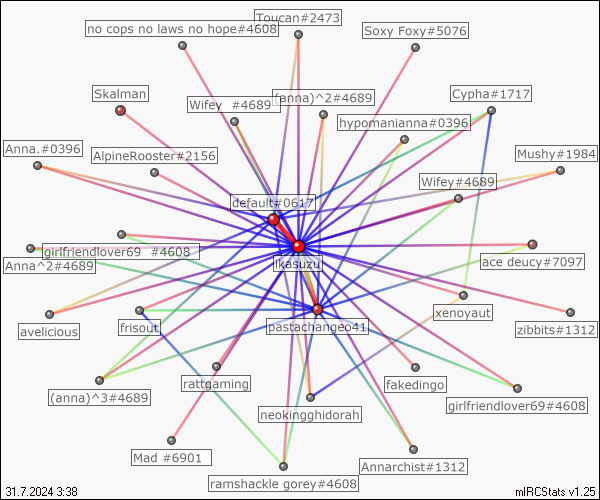 Toucan#2473
no cops no laws no hope#4608
Soxy Foxy#5076
Skalman
Cypha#1717
Wifey #4689
(anna)^2#4689
hypomanianna#0396
Anna.#0396
AlpineRooster#2156
Mushy#1984
Wifey#4689
default#0617
girlfriendlover69 #4608
ikasuzu
ace deucy#7097
Anna^2#4689
avelicious
frisout
pastachangeo41
xenoyaut
zibbits#1312
rattgaming
fakedingo
(anna)^3#4689
neokingghidorah
girlfriendlover69#4608
Mad #6901
Annarchist#1312
ramshackle gorey#4608
31.7.2024 3:38
mIRCStats v1.25